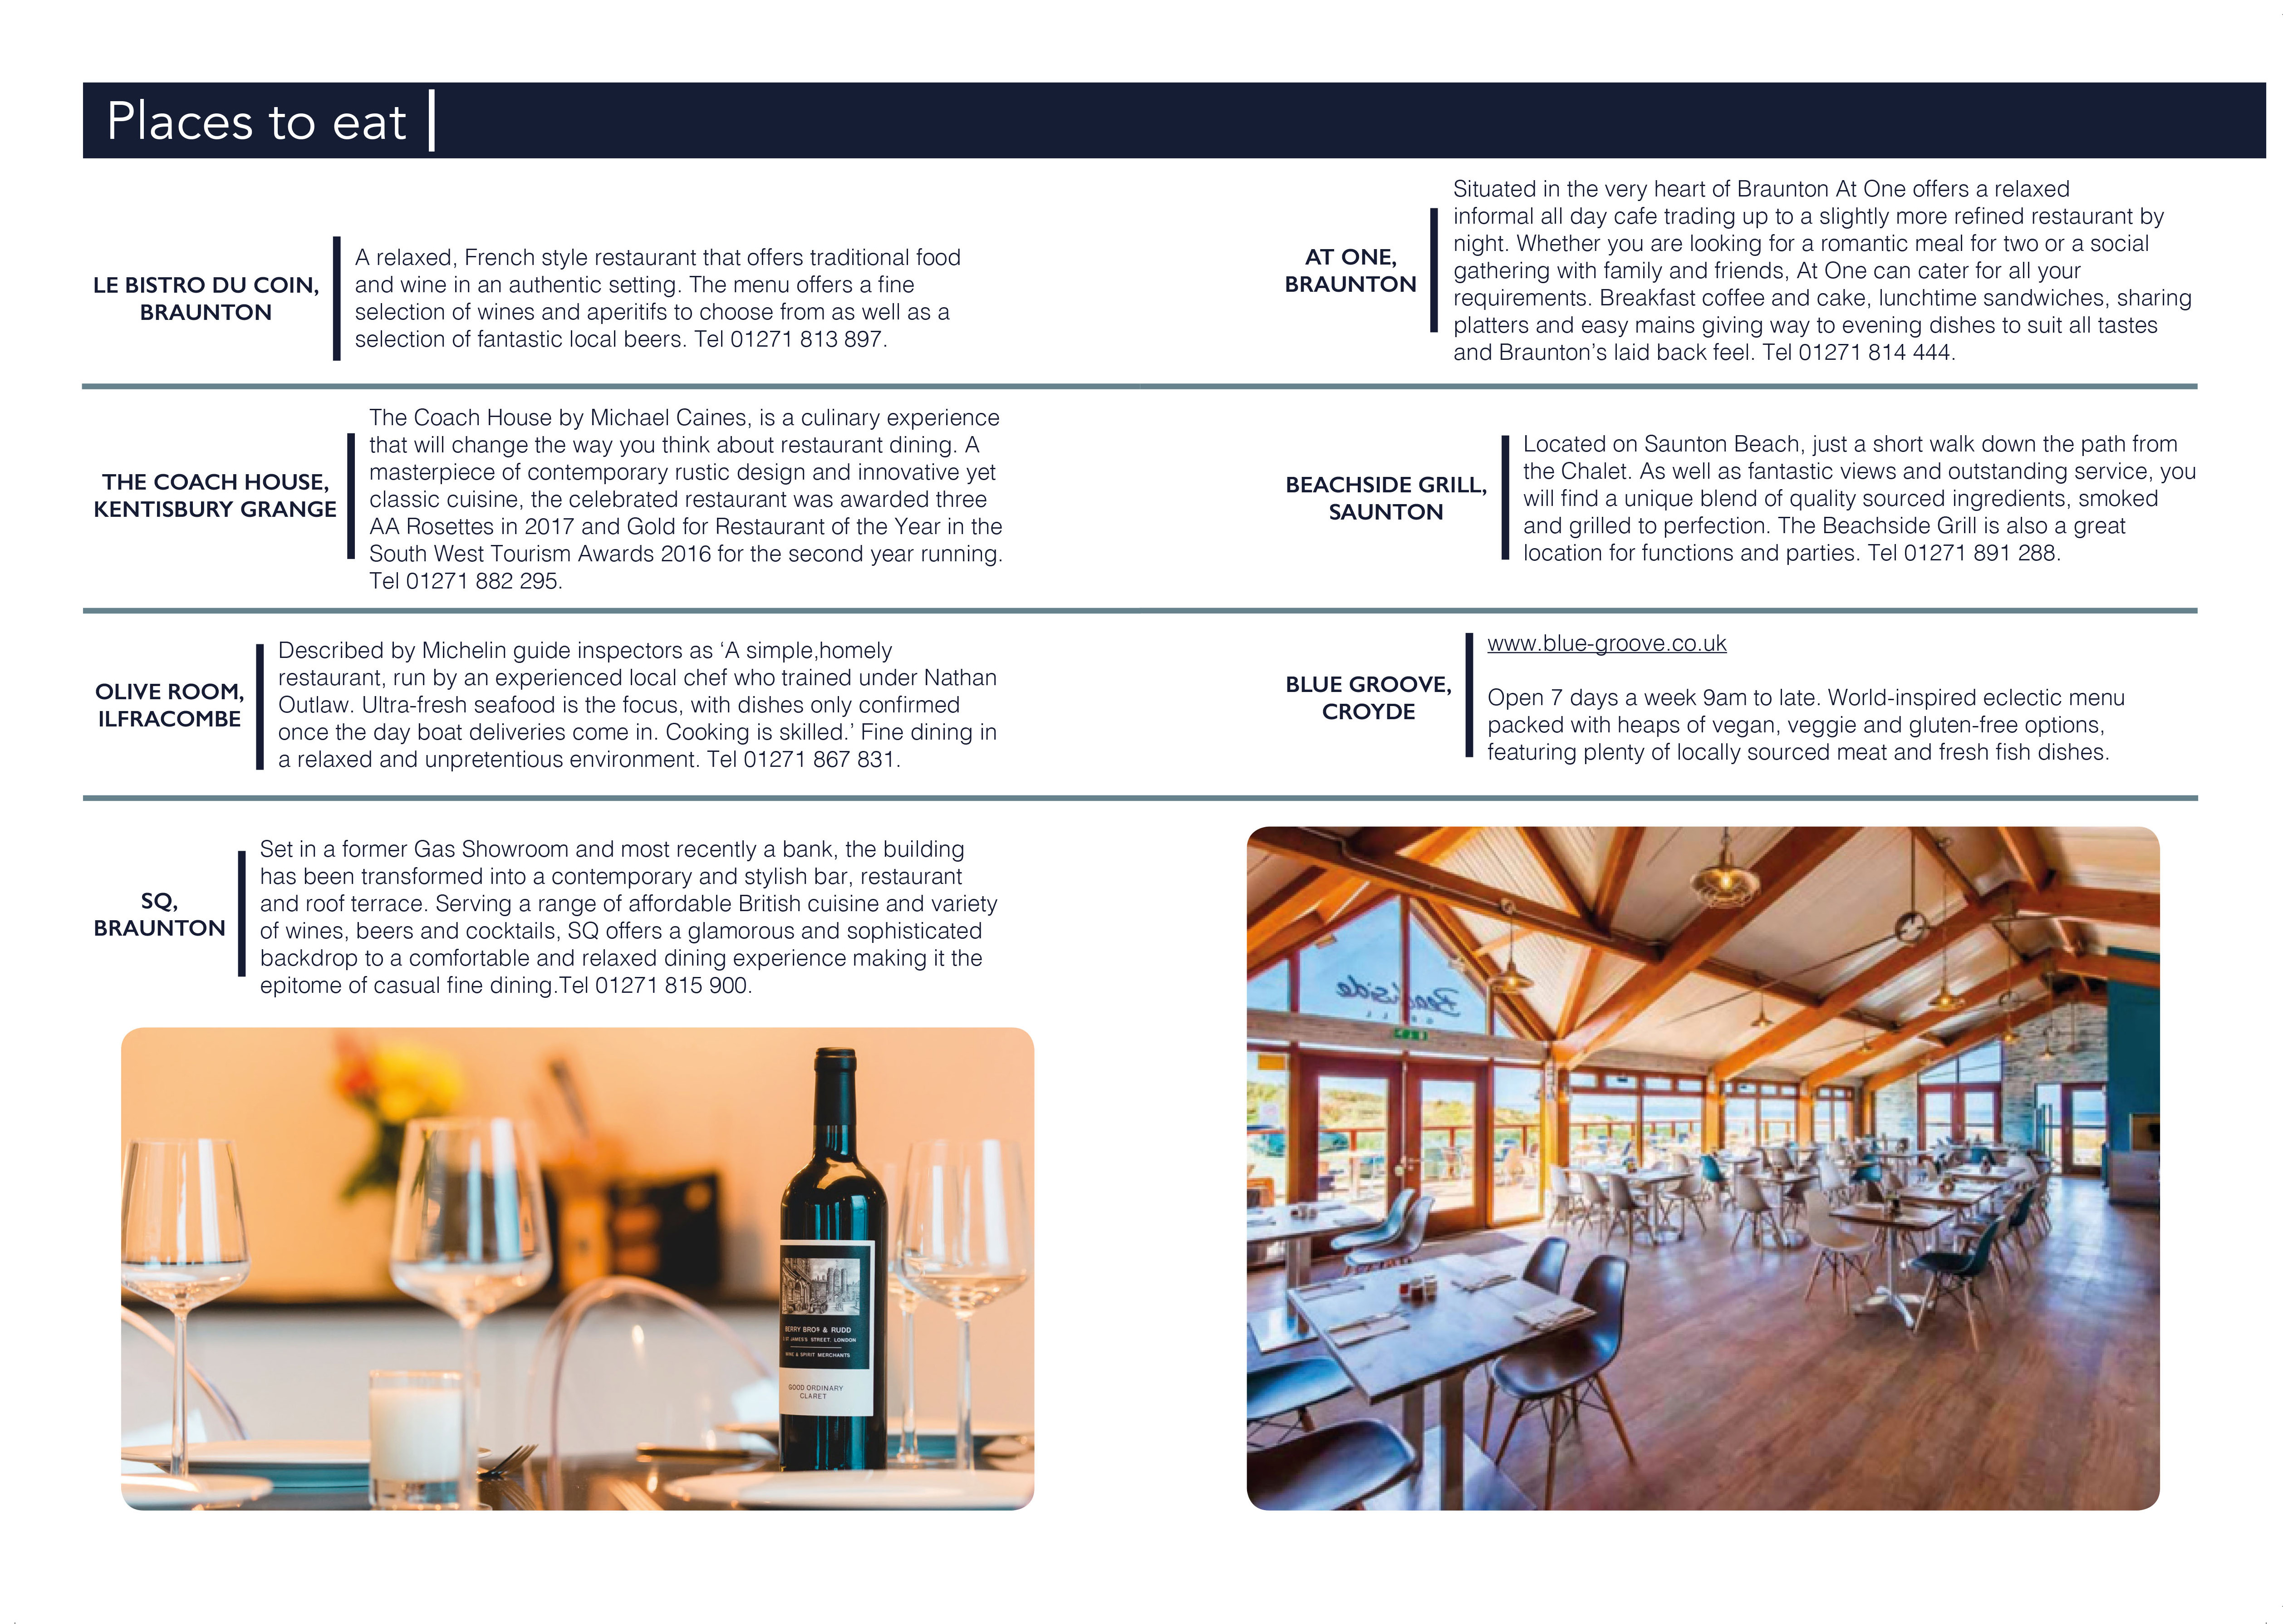 Places to eat
LE BISTRO DU COIN,
BRAUNTON
A relaxed, French style restaurant that offers traditional food
and wine in an authentic setting. The menu offers a fine
selection of wines and aperitifs to choose from as well as a
selection of fantastic local beers. Tel 01271 813 897.
THE COACH HOUSE,
KENTISBURY GRANGE
The Coach House by Michael Caines, is a culinary experience
that will change the way you think about restaurant dining. A
masterpiece of contemporary rustic design and innovative yet
classic cuisine, the celebrated restaurant was awarded three
AA Rosettes in 2017 and Gold for Restaurant of the Year in the
South West Tourism Awards 2016 for the second year running.
Tel 01271 882 295.
OLIVE ROOM,
ILFRACOMBE
Described by Michelin guide inspectors as ‘A simple,homely
restaurant, run by an experienced local chef who trained under Nathan
Outlaw. Ultra-fresh seafood is the focus, with dishes only confirmed
once the day boat deliveries come in. Cooking is skilled.’ Fine dining in
a relaxed and unpretentious environment. Tel 01271 867 831.
SQ,
BRAUNTON
Set in a former Gas Showroom and most recently a bank, the building
has been transformed into a contemporary and stylish bar, restaurant
and roof terrace. Serving a range of affordable British cuisine and variety
of wines, beers and cocktails, SQ offers a glamorous and sophisticated
backdrop to a comfortable and relaxed dining experience making it the
epitome of casual fine dining.Tel 01271 815 900.
BERRY BROS & RUDD
ST JAMES'S STREET, LONDON
WINE & SPIRIT MERCHANTS
GOOD ORDINARY
CLARET
AT ONE,
BRAUNTON
Situated in the very heart of Braunton At One offers a relaxed
informal all day cafe trading up to a slightly more refined restaurant by
night. Whether you are looking for a romantic meal for two or a social
gathering with family and friends, At One can cater for all your
requirements. Breakfast coffee and cake, lunchtime sandwiches, sharing
platters and easy mains giving way to evening dishes to suit all tastes
and Braunton’s laid back feel. Tel 01271 814 444.
BEACHSIDE GRILL,
SAUNTON
Located on Saunton Beach, just a short walk down the path from
the Chalet. As well as fantastic views and outstanding service, you
will find a unique blend of quality sourced ingredients, smoked
and grilled to perfection. The Beachside Grill is also a great
location for functions and parties. Tel 01271 891 288.
BLUE GROOVE,
CROYDE
www.blue-groove.co.uk
Open 7 days a week 9am to late. World-inspired eclectic menu
packed with heaps of vegan, veggie and gluten-free options,
featuring plenty of locally sourced meat and fresh fish dishes.
Beachside